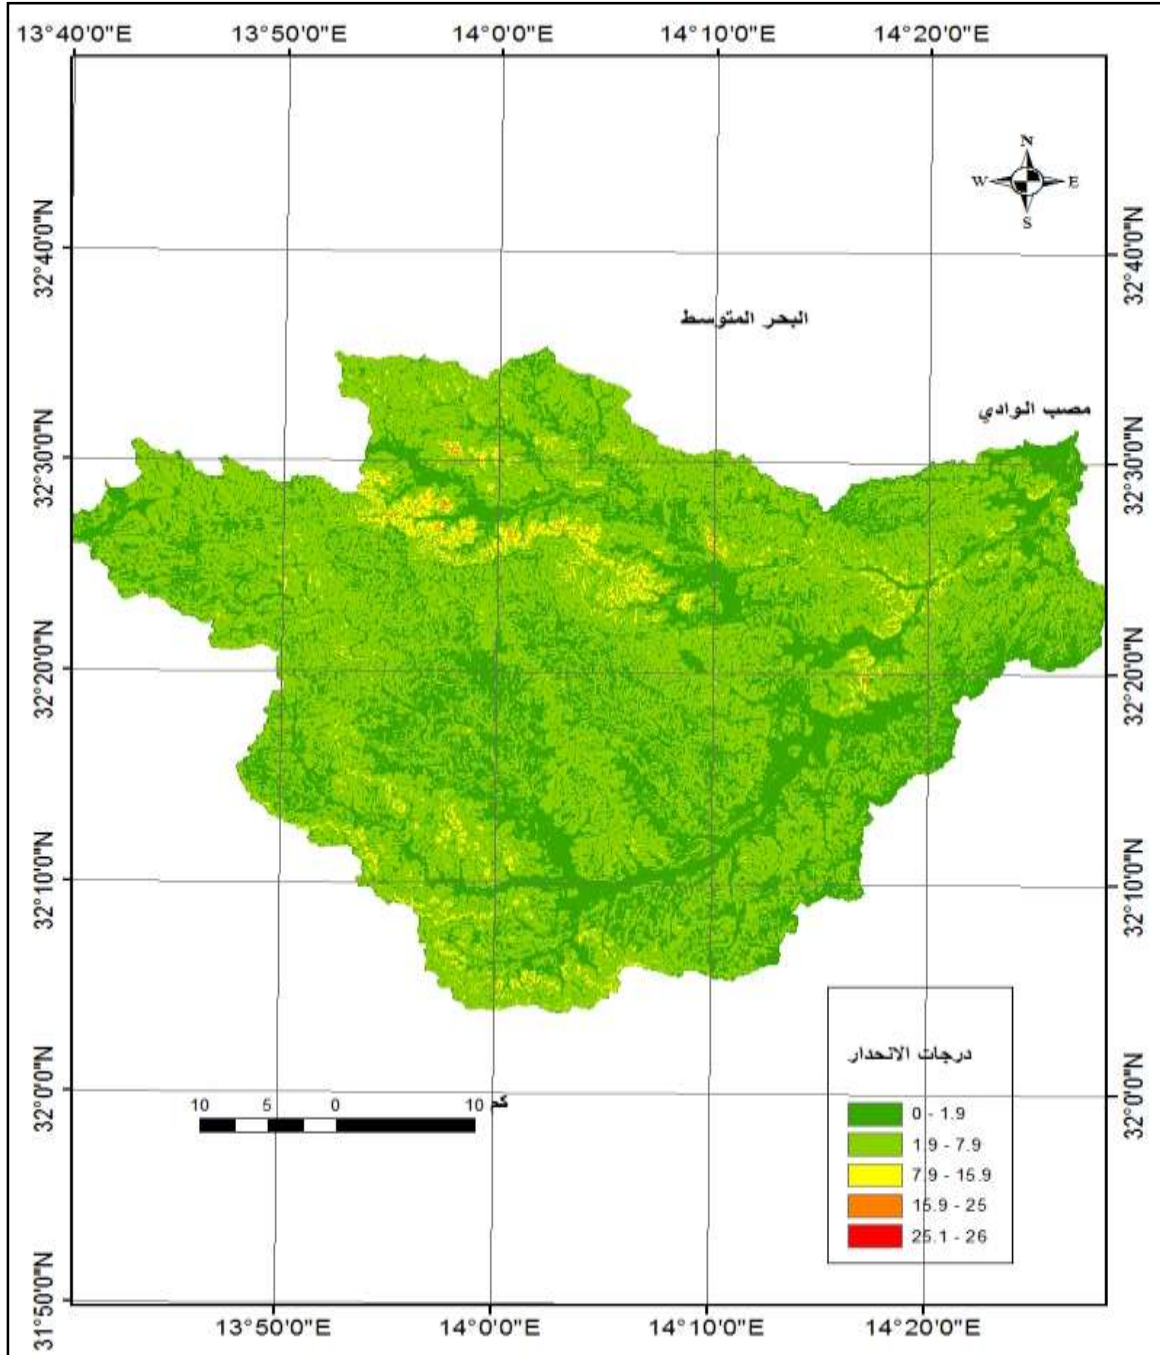 13°40'0"E 13°50'0"E 14°0'0"E 14°10'0"E 14°20'0"E
N
W E
S
32°40'0"N 32°40'0"N
البحر المتوسط
مصب الوادي
32°30'0"N 32°30'0"N
32°20'0"N 32°20'0"N
32°10'0"N 32°10'0"N
درجات الانحدار
32°0'0"N 32°0'0"N
10 5 0 10 كم
0 - 1.9
1.9 - 7.9
7.9 - 15.9
15.9 - 25
25.1 - 26
31°50'0"N
13°50'0"E 14°0'0"E 14°10'0"E 14°20'0"E